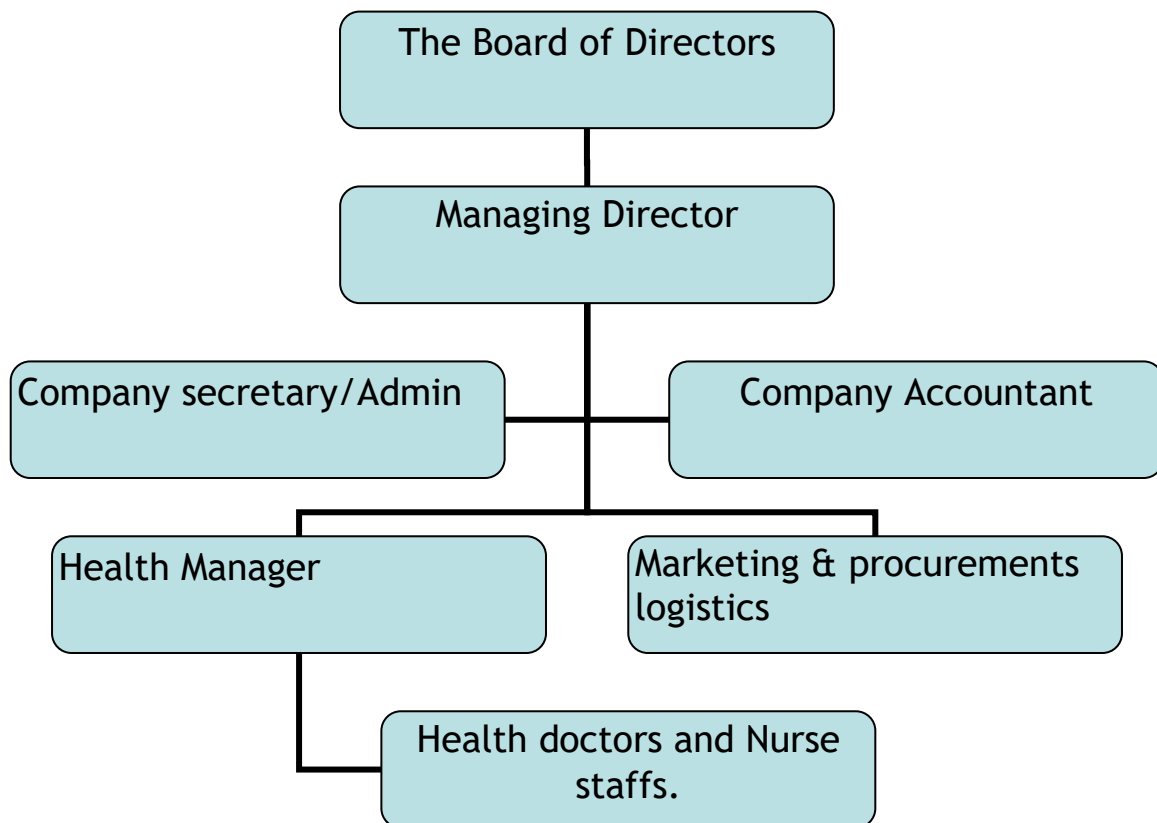 The Board of Directors
Managing Director
Company secretary/Admin
Company Accountant
Health Manager
Marketing & procurements
logistics
Health doctors and Nurse
staffs.